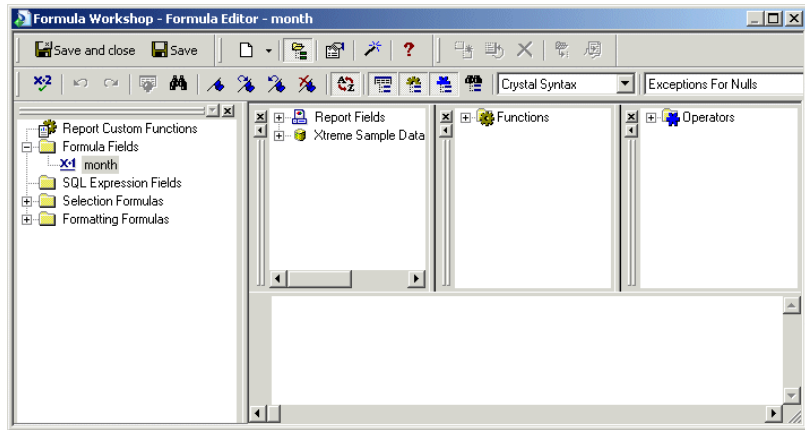 Formula Workshop - Formula Editor - month
Save and close Save
Crystal Syntax Exceptions For Nulls
Report Custom Functions
Formula Fields
month
SQL Expression Fields
Selection Formulas
Formatting Formulas
Report Fields
Xtreme Sample Data
Functions
Operators